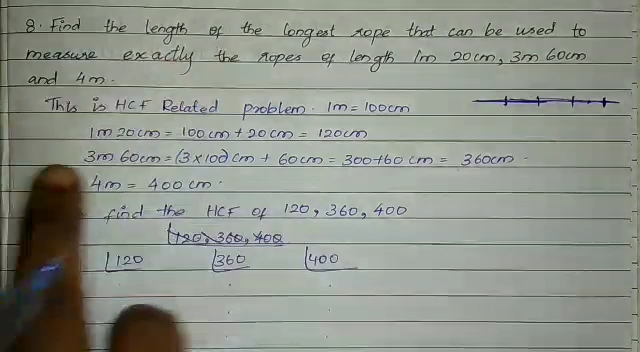 8. Find the length of the longest rope that can be used to
measure exactly the ropes of length 1m 20cm, 3m 60cm
and 4m.
This is HCF Related problem. 1m = 100cm
1m 20cm = 100cm + 20cm = 120cm
3m 60cm = (3×100)cm + 60cm = 300+60 cm = 360cm.
4m = 400 cm.
find the HCF of 120, 360, 400
120, 360, 400
120 360 400